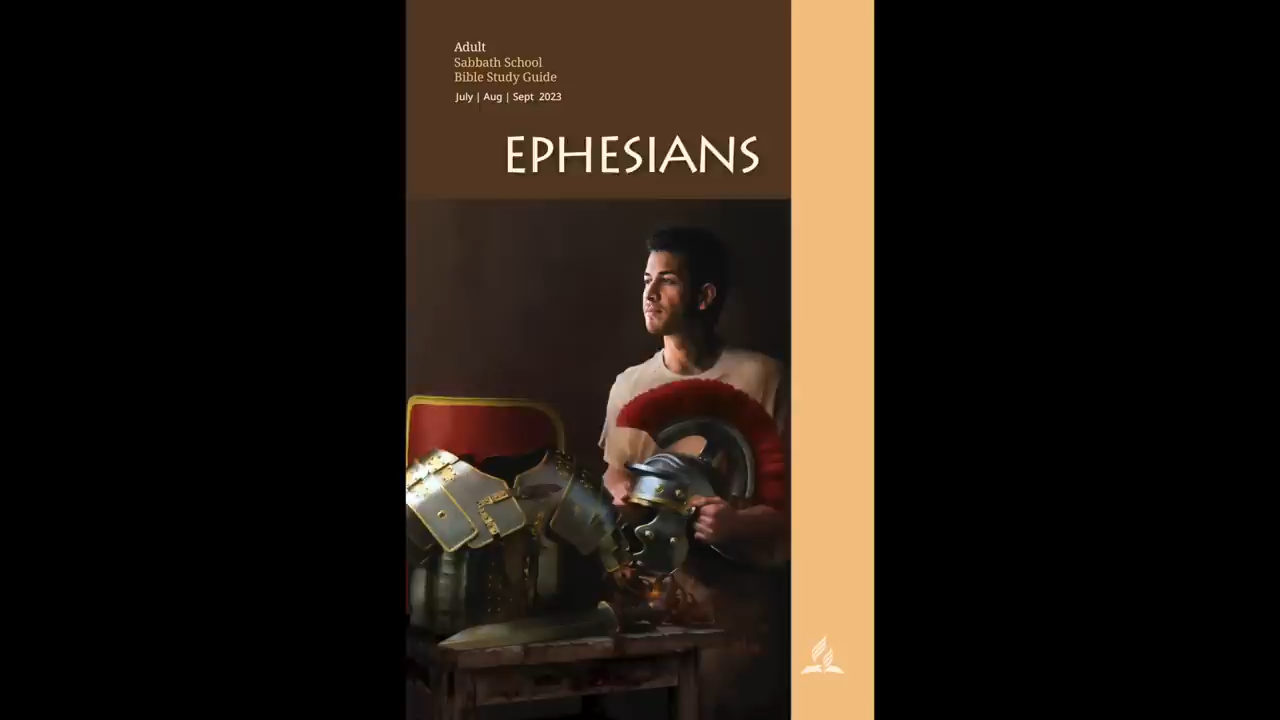 Adult
Sabbath School
Bible Study Guide
July | Aug | Sept 2023
EPHESIANS